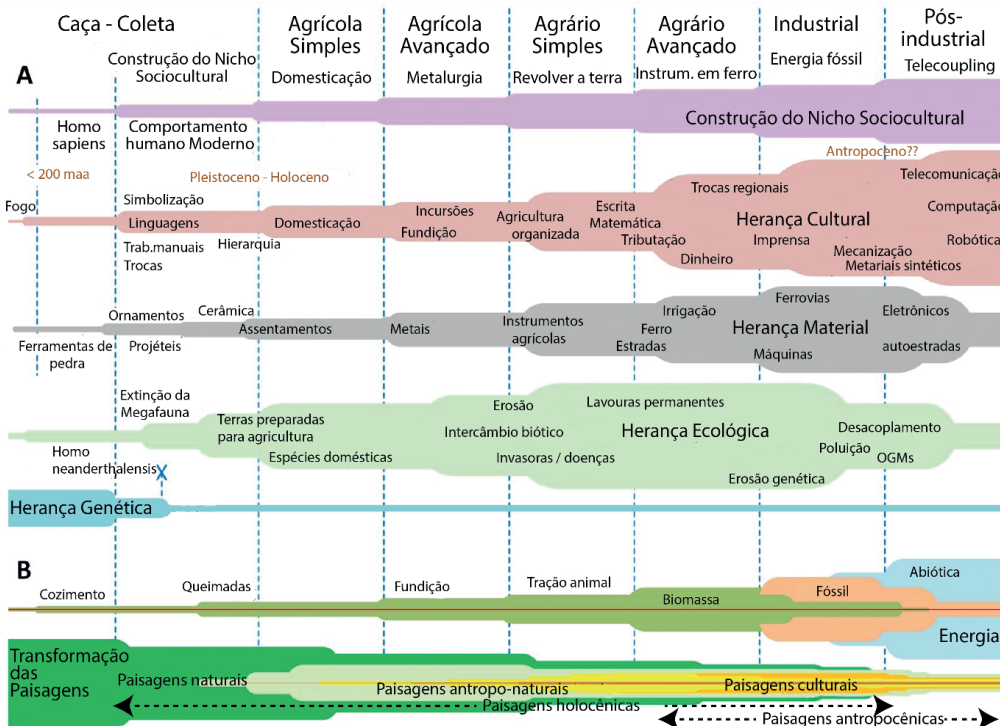 Caça - Coleta
Agrícola
Simples
Agrícola
Avançado
Agrário
Simples
Agrário
Avançado
Industrial
Pós-
industrial
A
Construção do Nicho
Sociocultural
Domesticação
Metalurgia
Revolver a terra
Instrum. em ferro
Energia fóssil
Telecoupling
Construção do Nicho Sociocultural
Homo
sapiens
Comportamento
humano Moderno
< 200 maa
Pleistoceno - Holoceno
Antropoceno??
Fogo
Simbolização
Linguagens
Trab.manuais
Trocas
Hierarquia
Domesticação
Incursões
Fundição
Agricultura
organizada
Escrita
Matemática
Tributação
Dinheiro
Trocas regionais
Herança Cultural
Imprensa
Mecanização
Metariais sintéticos
Telecomunicação
Computação
Robótica
Ferramentas de
pedra
Ornamentos
Projéteis
Cerâmica
Assentamentos
Metais
Instrumentos
agrícolas
Irrigação
Ferro
Estradas
Ferrovias
Herança Material
Máquinas
Eletrônicos
autoestradas
Extinção da
Megafauna
Homo
neanderthalensis
Terras preparadas
para agricultura
Espécies domésticas
Erosão
Intercâmbio biótico
Invasoras / doenças
Lavouras permanentes
Herança Ecológica
Erosão genética
Desacoplamento
Poluição
OGMs
Herança Genética
B
Cozimento
Queimadas
Fundição
Tração animal
Biomassa
Fóssil
Abiótica
Energia
Transformação
das
Paisagens
Paisagens naturais
Paisagens antropo-naturais
Paisagens culturais
Paisagens holocênicas
Paisagens antropocênicas